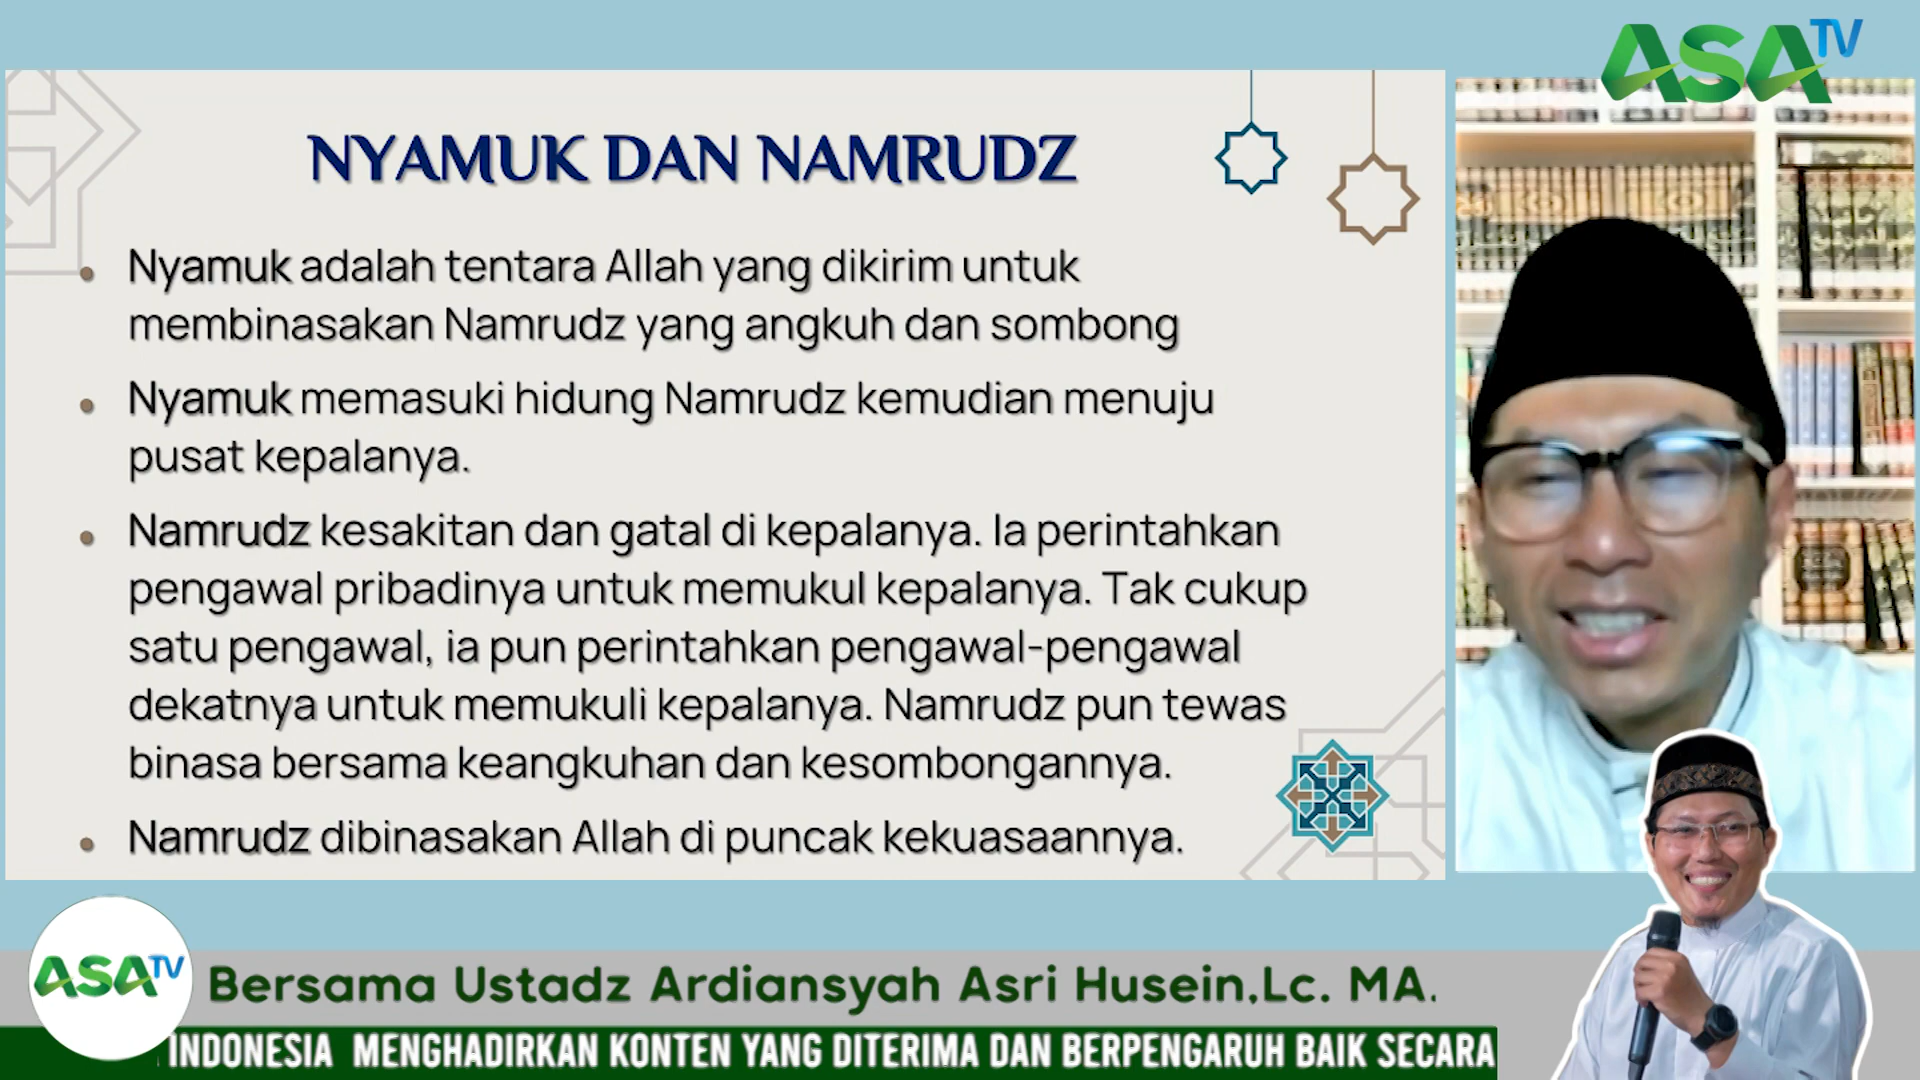 ASA TV
NYAMUK DAN NAMRUDZ
• Nyamuk adalah tentara Allah yang dikirim untuk
membinasakan Namrudz yang angkuh dan sombong
• Nyamuk memasuki hidung Namrudz kemudian menuju
pusat kepalanya.
• Namrudz kesakitan dan gatal di kepalanya. Ia perintahkan
pengawal pribadinya untuk memukul kepalanya. Tak cukup
satu pengawal, ia pun perintahkan pengawal-pengawal
dekatnya untuk memukuli kepalanya. Namrudz pun tewas
binasa bersama keangkuhan dan kesombongannya.
• Namrudz dibinasakan Allah di puncak kekuasaannya.
ASA TV
Bersama Ustadz Ardiansyah Asri Husein,Lc. MA.
INDONESIA MENGHADIRKAN KONTEN YANG DITERIMA DAN BERPENGARUH BAIK SECARA